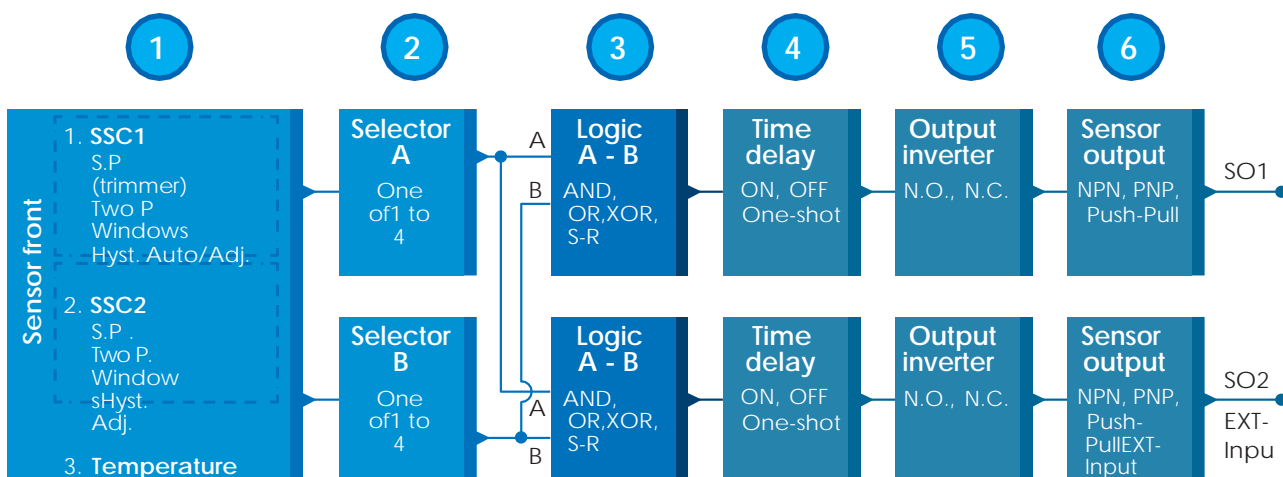 1
2
3
4
5
6
Sensor front
1. SSC1
S.P
(trimmer)
Two P
Windows
Hyst. Auto/Adj.
2. SSC2
S.P .
Two P.
Window
sHyst.
Adj.
3. Temperature
Selector
A
One
of1 to
4
A
B
Logic
A - B
AND,
OR,XOR,
S-R
Time
delay
ON, OFF
One-shot
Output
inverter
N.O., N.C.
Sensor
output
NPN, PNP,
Push-Pull
SO1
Selector
B
One
of1 to
4
A
B
Logic
A - B
AND,
OR,XOR,
S-R
Time
delay
ON, OFF
One-shot
Output
inverter
N.O., N.C.
Sensor
output
NPN, PNP,
Push-
PullEXT-
Input
SO2
EXT-
Inpu